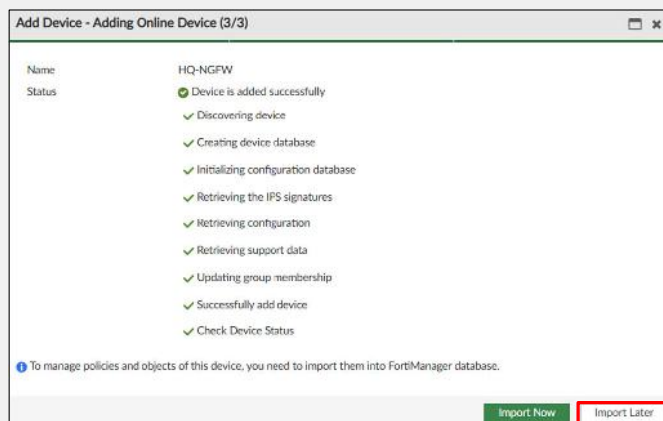 Add Device - Adding Online Device (3/3)
Name HQ-NGFW
Status Device is added successfully
Discovering device
Creating device database
Initializing configuration database
Retrieving the IPS signatures
Retrieving configuration
Retrieving support data
Updating group membership
Successfully add device
Check Device Status
To manage policies and objects of this device, you need to import them into FortiManager database.
Import Now Import Later